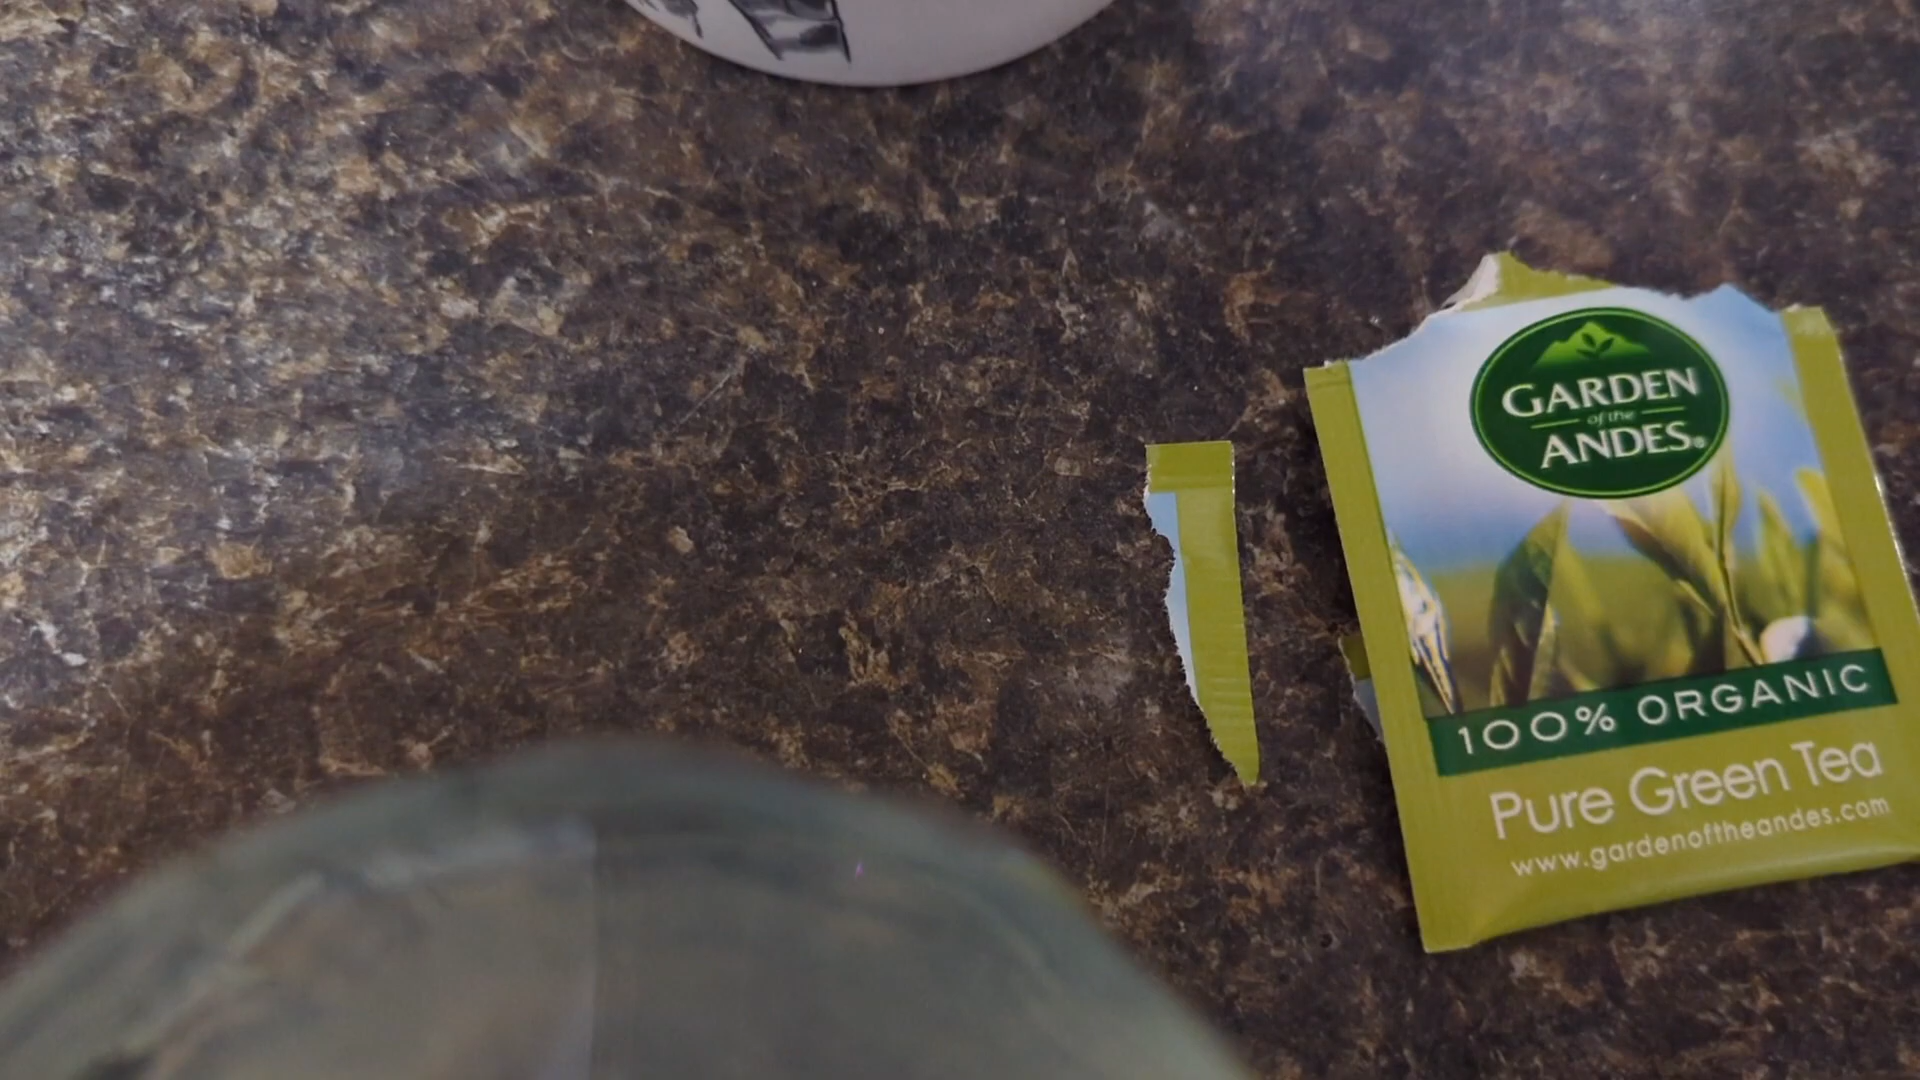 GARDEN
of the
ANDES®
100% ORGANIC
Pure Green Tea
www.gardenoftheandes.com